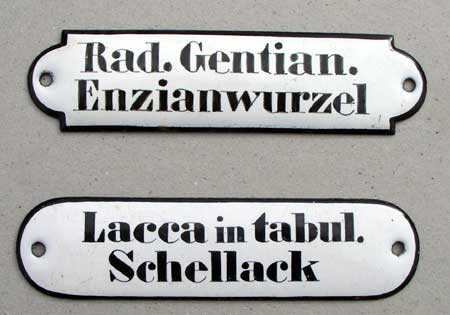 Rad. Gentian.
Enzianwurzel
Lacca in tabul.
Schellack